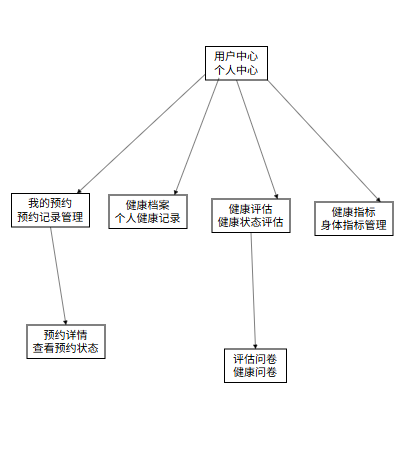 用户中心
个人中心
我的预约
预约记录管理
健康档案
个人健康记录
健康评估
健康状态评估
健康指标
身体指标管理
预约详情
查看预约状态
评估问卷
健康问卷